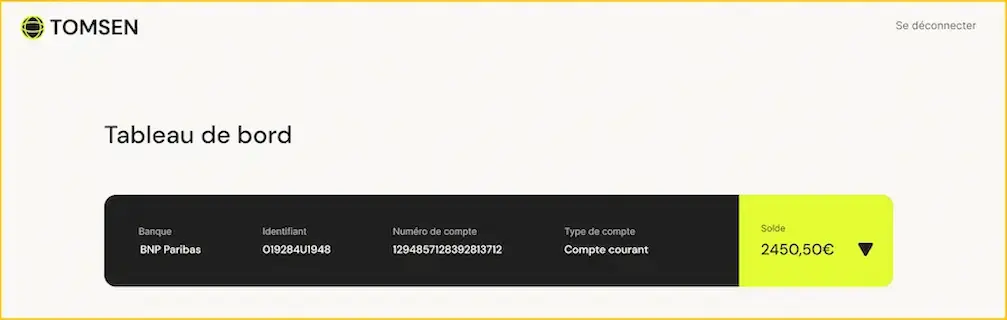 TOMSEN
Se déconnecter
Tableau de bord
Banque
BNP Paribas
Identifiant
019284U1948
Numéro de compte
1294857128392813712
Type de compte
Compte courant
Solde
2450,50€